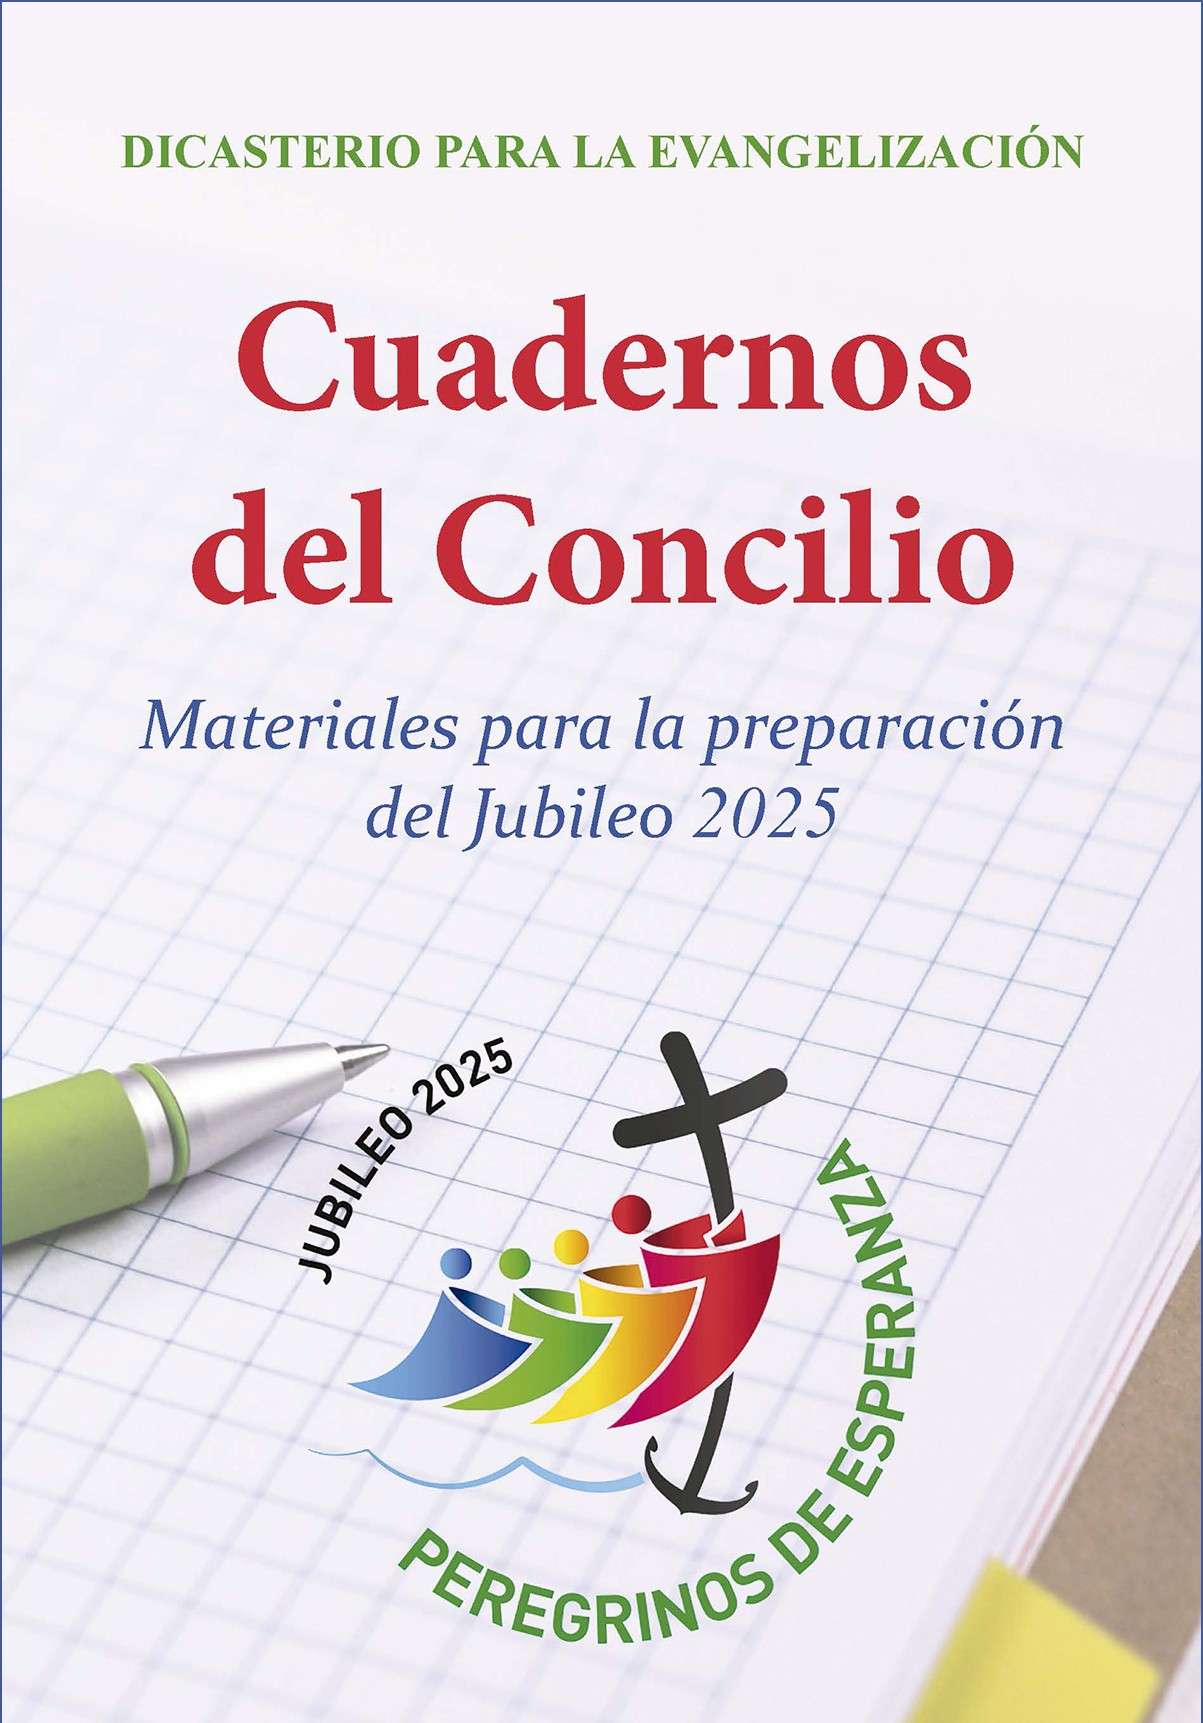 DICASTERIO PARA LA EVANGELIZACIÓN
Cuadernos
del Concilio
Materiales para la preparación
del Jubileo 2025
JUBILEO 2025
PEREGRINOS DE ESPERANZA